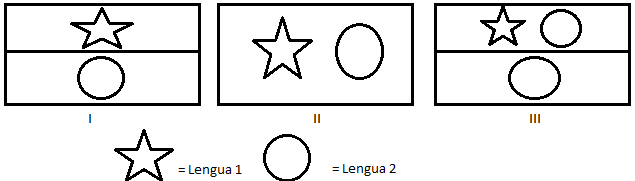 I II III
= Lengua 1 = Lengua 2